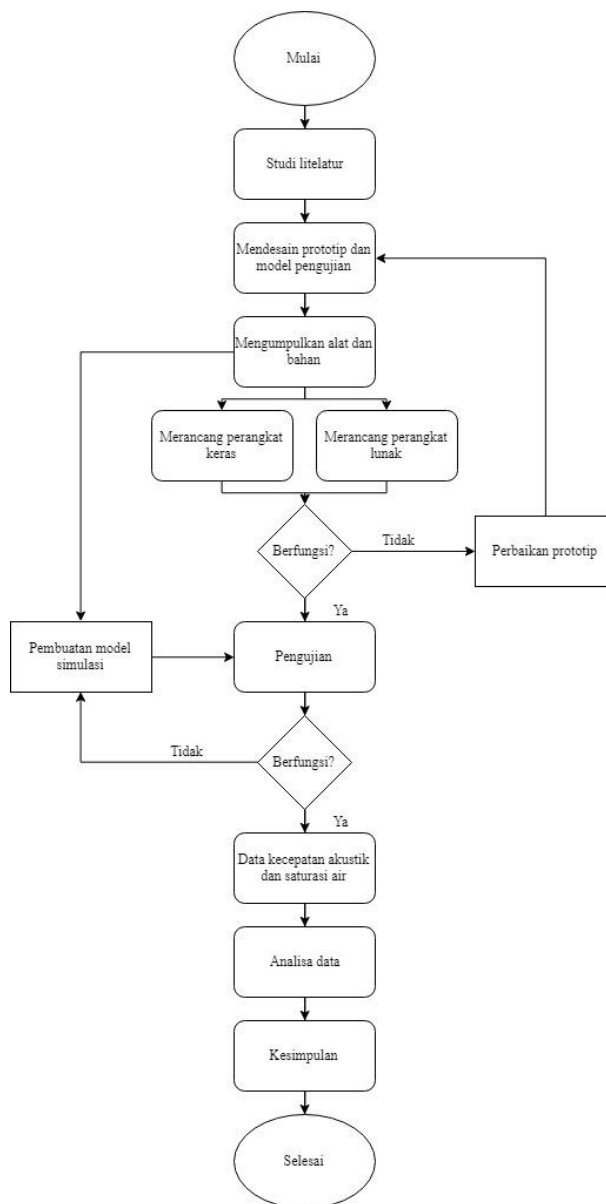 Mulai
Studi litelatur
Mendesain prototip dan
model pengujian
Mengumpulkan alat dan
bahan
Merancang perangkat
keras
Merancang perangkat
lunak
Berfungsi?
Tidak
Perbaikan prototip
Ya
Pembuatan model
simulasi
Pengujian
Berfungsi?
Tidak
Ya
Data kecepatan akustik
dan saturasi air
Analisa data
Kesimpulan
Selesai